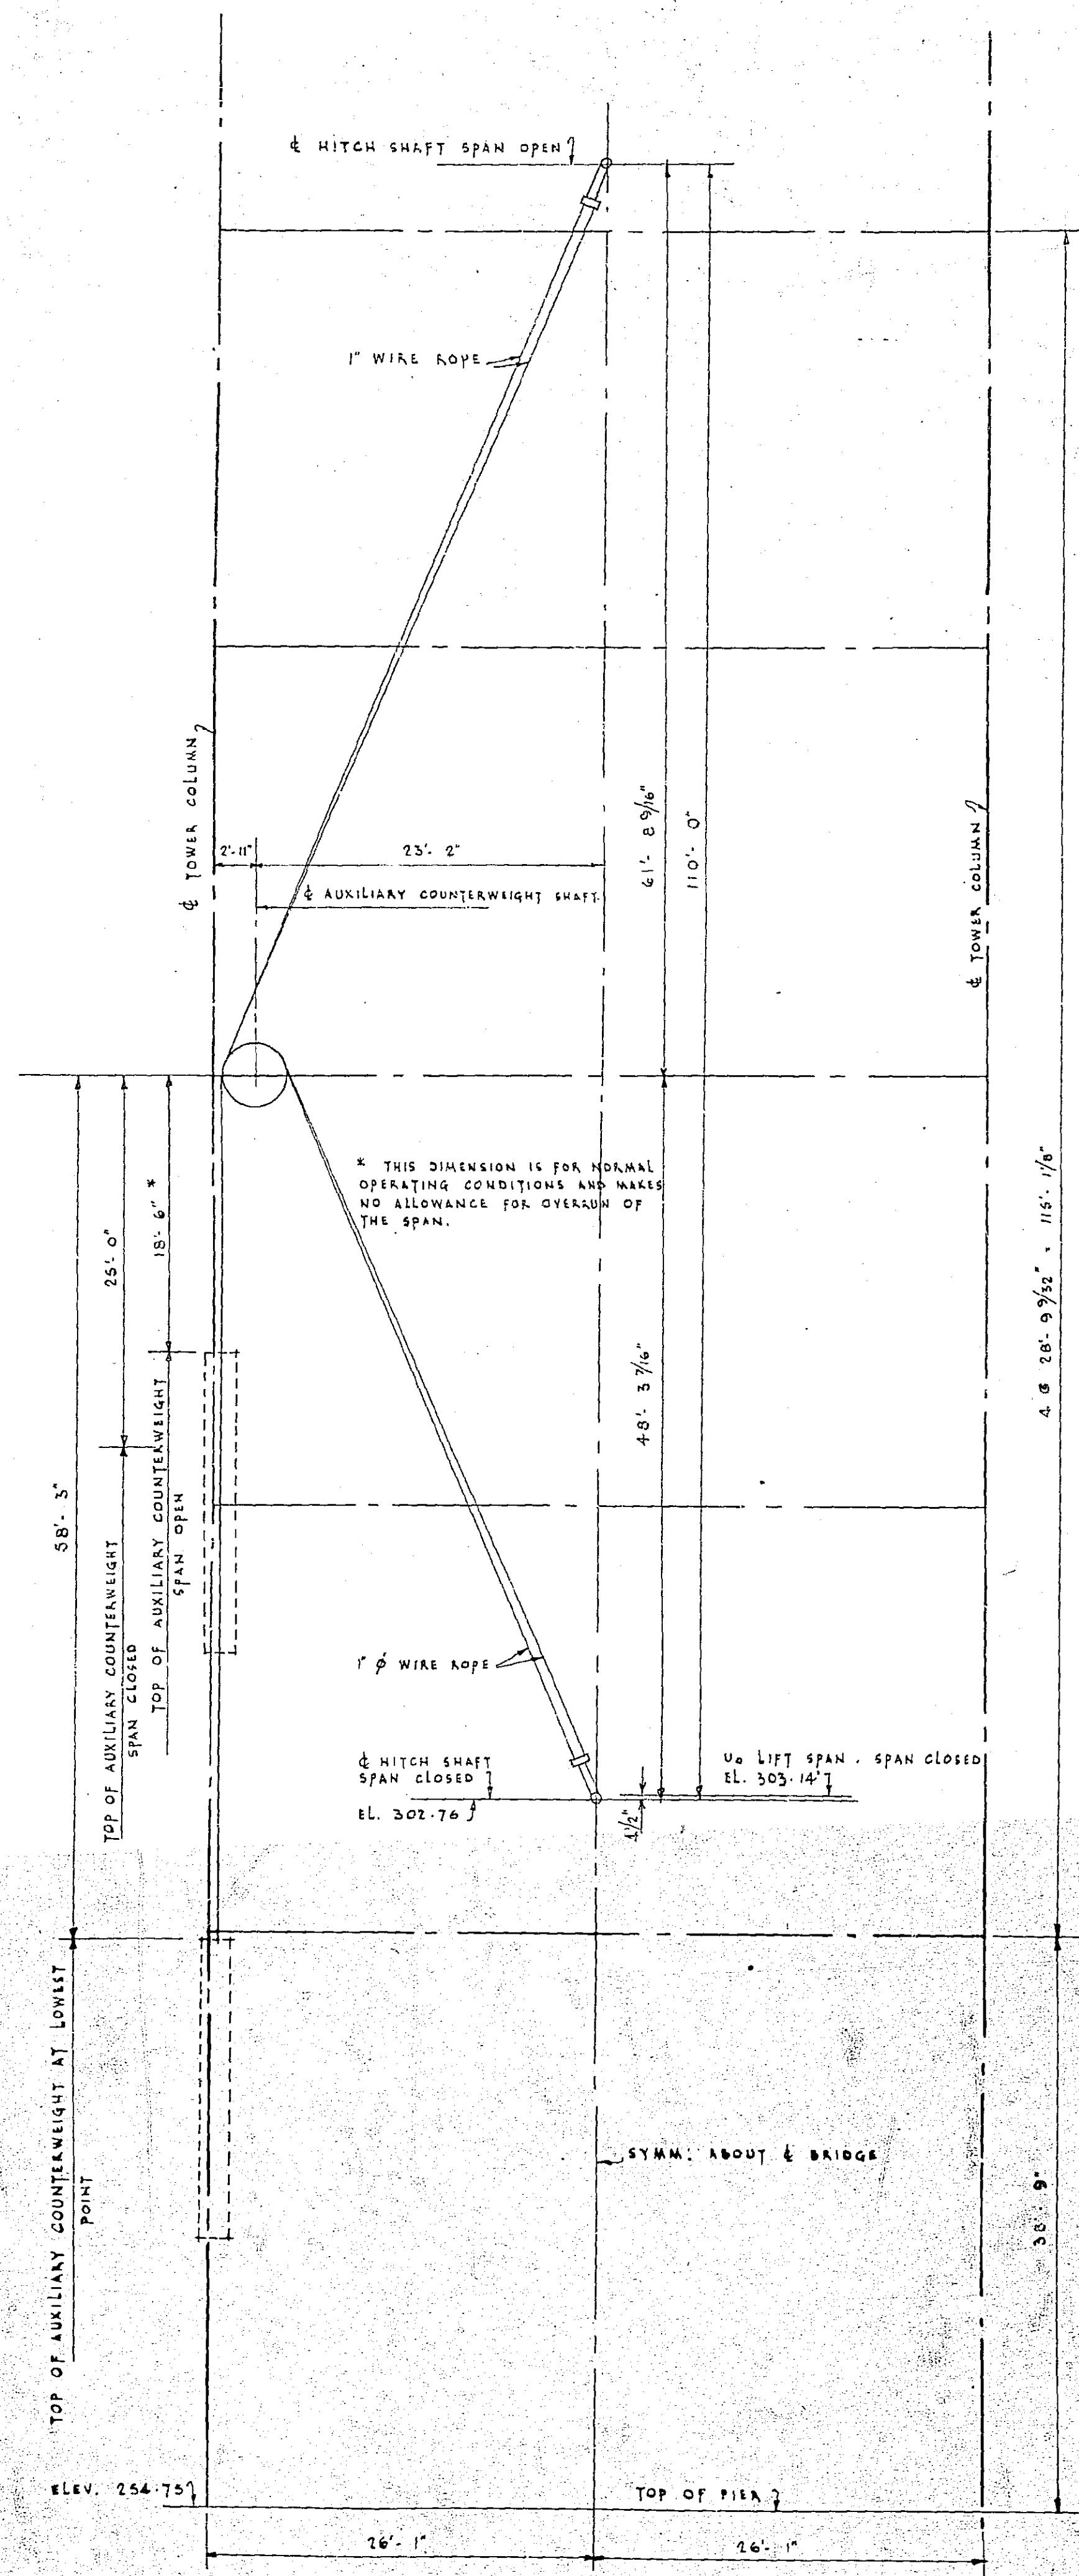 ℄ HITCH SHAFT SPAN OPEN
1" WIRE ROPE
℄ TOWER COLUMN
2'-11"
23'-2"
℄ AUXILIARY COUNTERWEIGHT SHAFT.
61'-8 9/16"
110'-0"
℄ TOWER COLUMN
* THIS DIMENSION IS FOR NORMAL
OPERATING CONDITIONS AND MAKES
NO ALLOWANCE FOR OVERRUN OF
THE SPAN.
18'-6" *
25'-0"
58'-3"
48'-3 7/16"
4 @ 28'-9 9/32" = 115'-1/8"
TOP OF AUXILIARY COUNTERWEIGHT
SPAN OPEN
TOP OF AUXILIARY COUNTERWEIGHT
SPAN CLOSED
1" ⌀ WIRE ROPE
℄ HITCH SHAFT
SPAN CLOSED
EL. 302.76
U₀ LIFT SPAN. SPAN CLOSED
EL. 303.14
4½"
TOP OF AUXILIARY COUNTERWEIGHT AT LOWEST
POINT
SYMM: ABOUT ℄ BRIDGE
38'-9"
ELEV. 254.75
TOP OF PIER
26'-1"
26'-1"